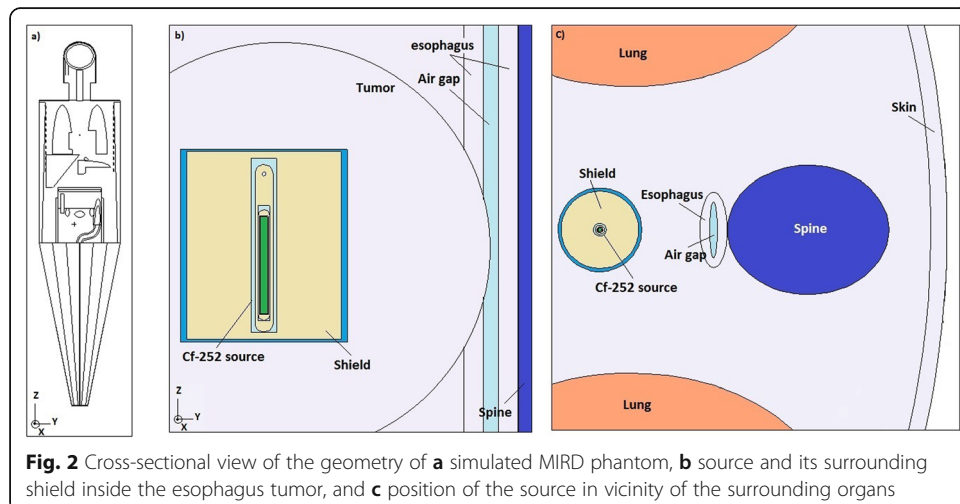 a)
Z
Y
X
b)
esophagus
Air gap
Tumor
Cf-252 source
Shield
Spine
Z
Y
X
C)
Lung
Skin
Shield
Esophagus
Spine
Air gap
Cf-252 source
Lung
Z
Y
X
Fig. 2 Cross-sectional view of the geometry of a simulated MIRD phantom, b source and its surrounding
shield inside the esophagus tumor, and c position of the source in vicinity of the surrounding organs